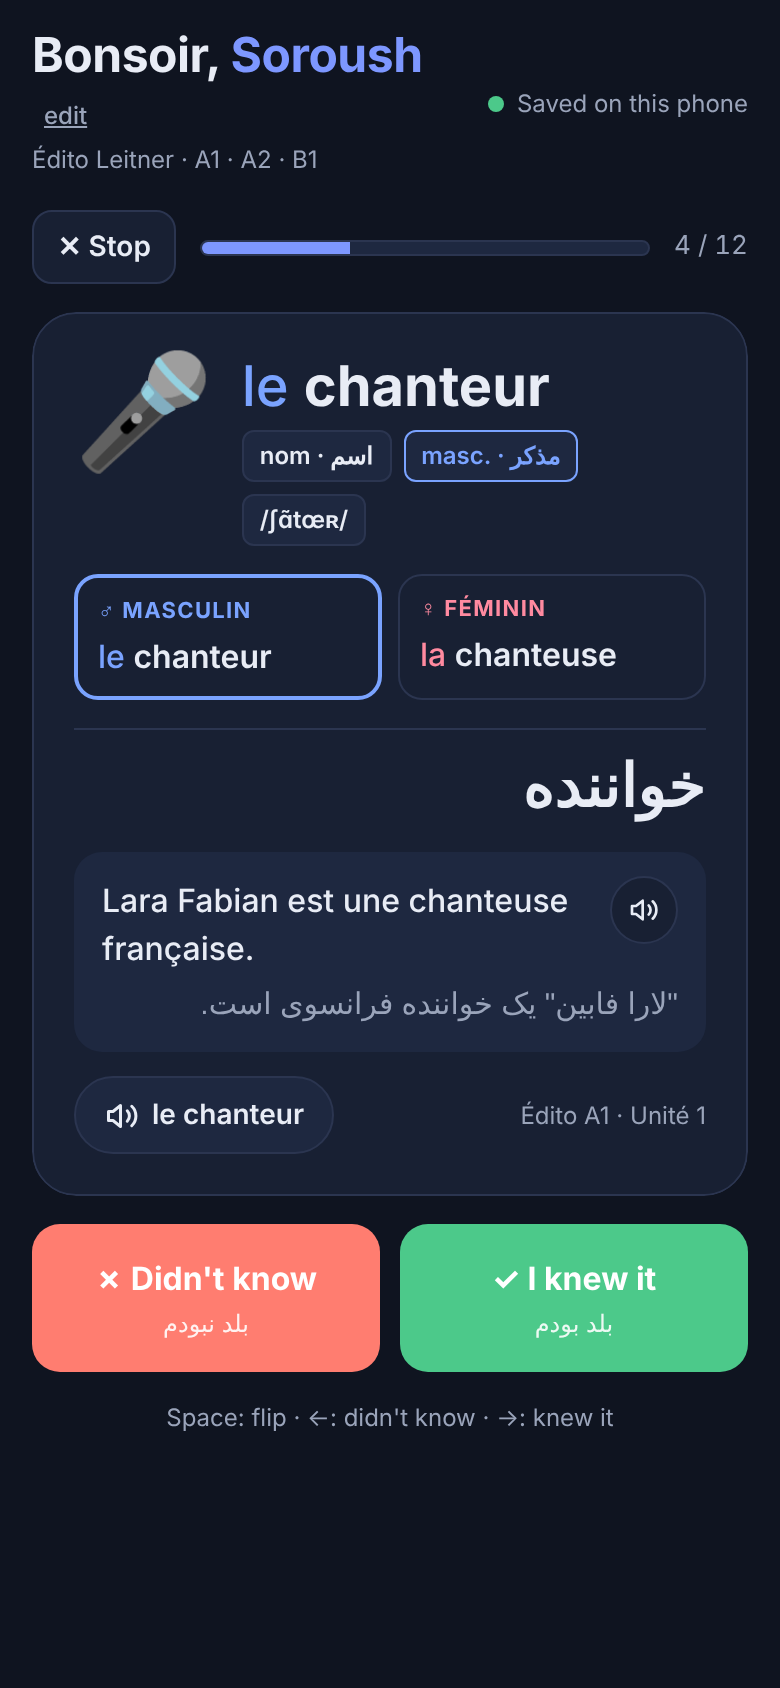 Bonsoir, Soroush
edit
Saved on this phone
Édito Leitner · A1 · A2 · B1
✕ Stop
4 / 12
le chanteur
nom · اسم
masc. · مذکر
/ʃɑ̃tœʀ/
♂ MASCULIN
le chanteur
♀ FÉMININ
la chanteuse
خواننده
Lara Fabian est une chanteuse
française.
"لارا فابین" یک خواننده فرانسوی است.
le chanteur
Édito A1 · Unité 1
✕ Didn't know
بلد نبودم
✓ I knew it
بلد بودم
Space: flip · ←: didn't know · →: knew it